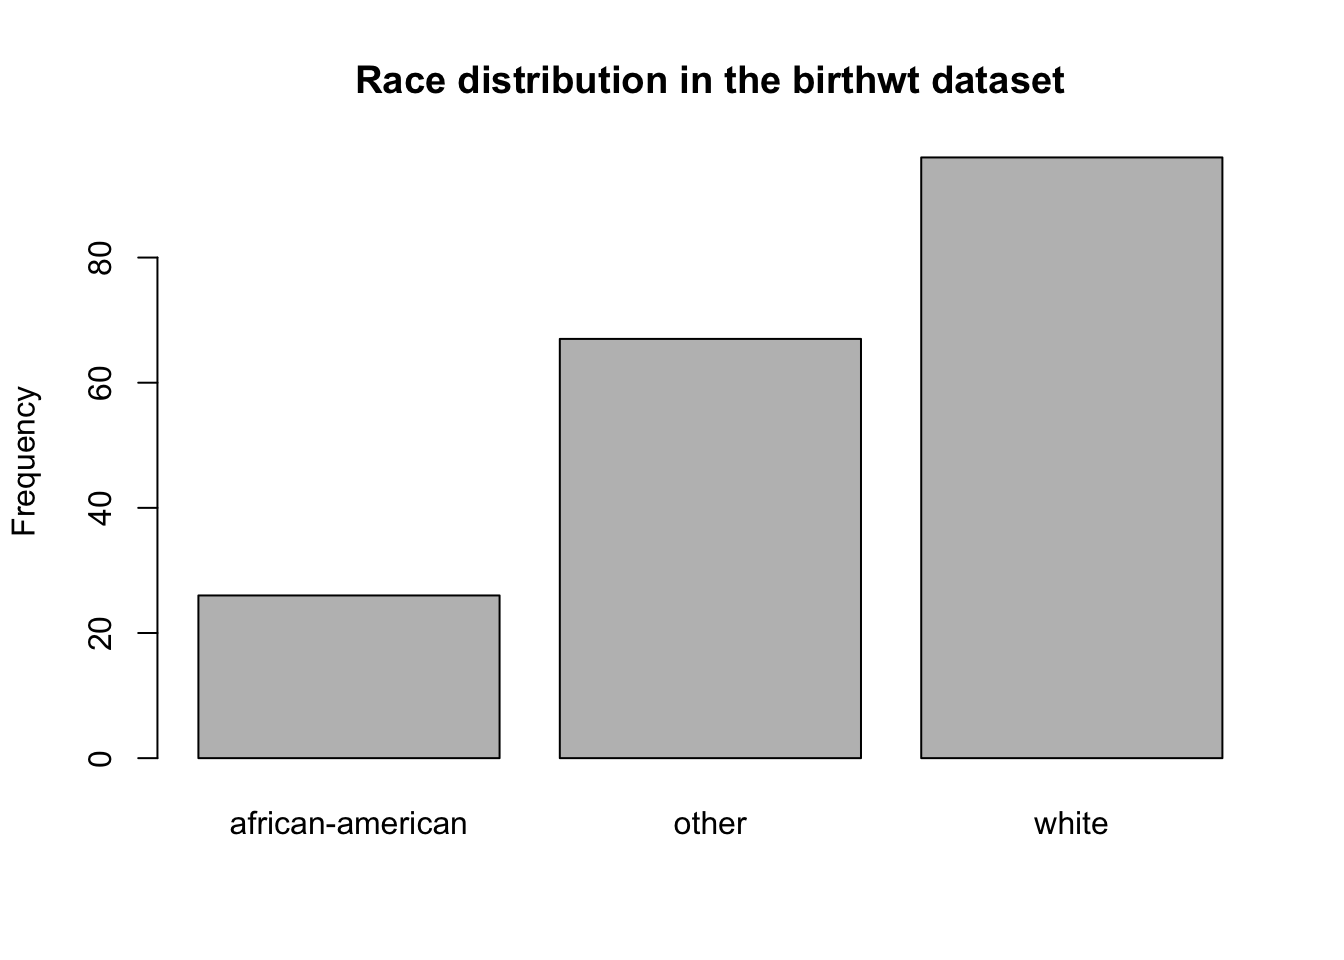 Race distribution in the birthwt dataset
Frequency
80
60
40
20
0
african-american other white